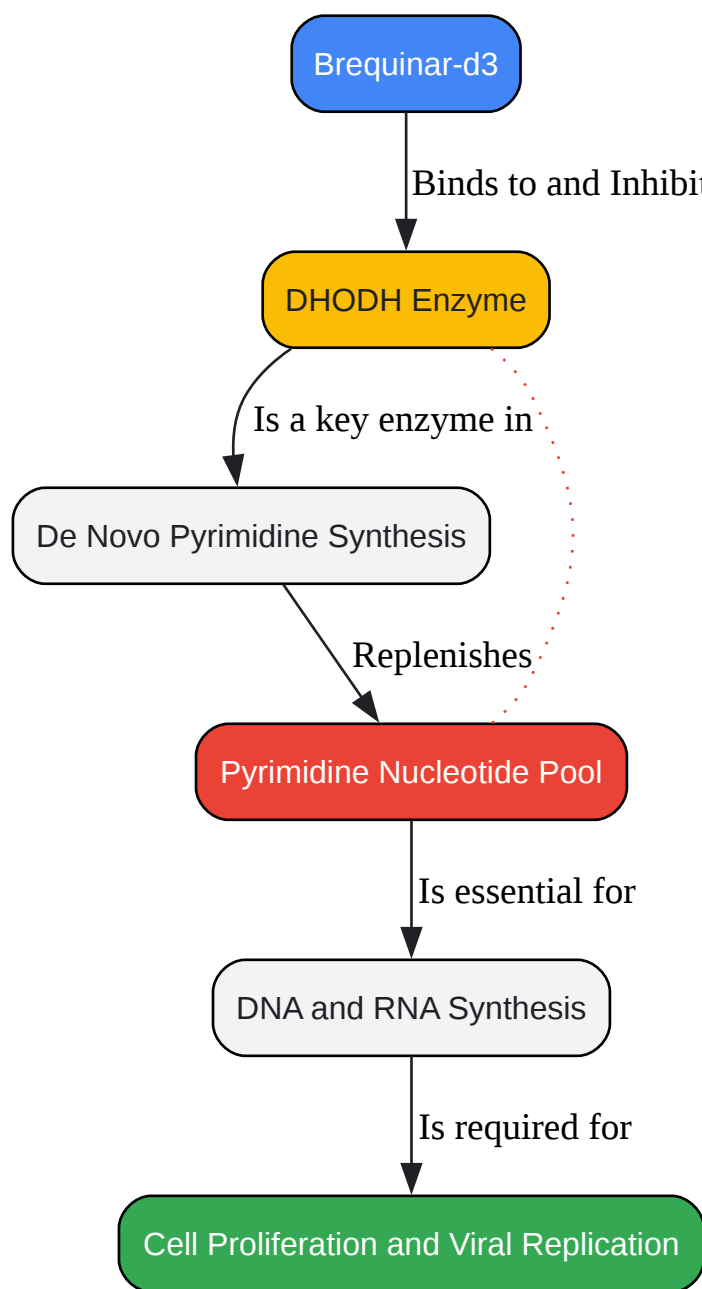 Brequinar-d3
Binds to and Inhibit
DHODH Enzyme
Is a key enzyme in
De Novo Pyrimidine Synthesis
Replenishes
Pyrimidine Nucleotide Pool
Is essential for
DNA and RNA Synthesis
Is required for
Cell Proliferation and Viral Replication